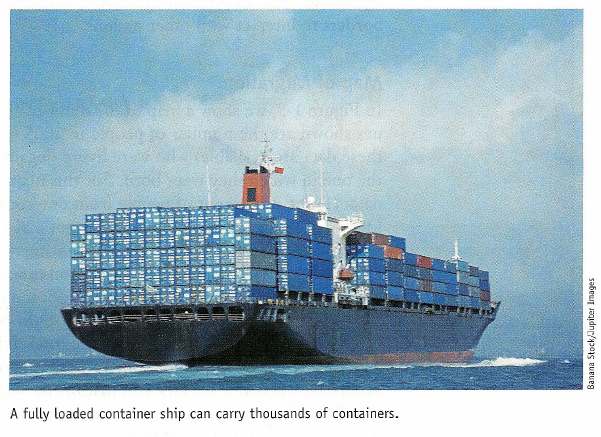 Banana Stock/Jupiter Images
A fully loaded container ship can carry thousands of containers.